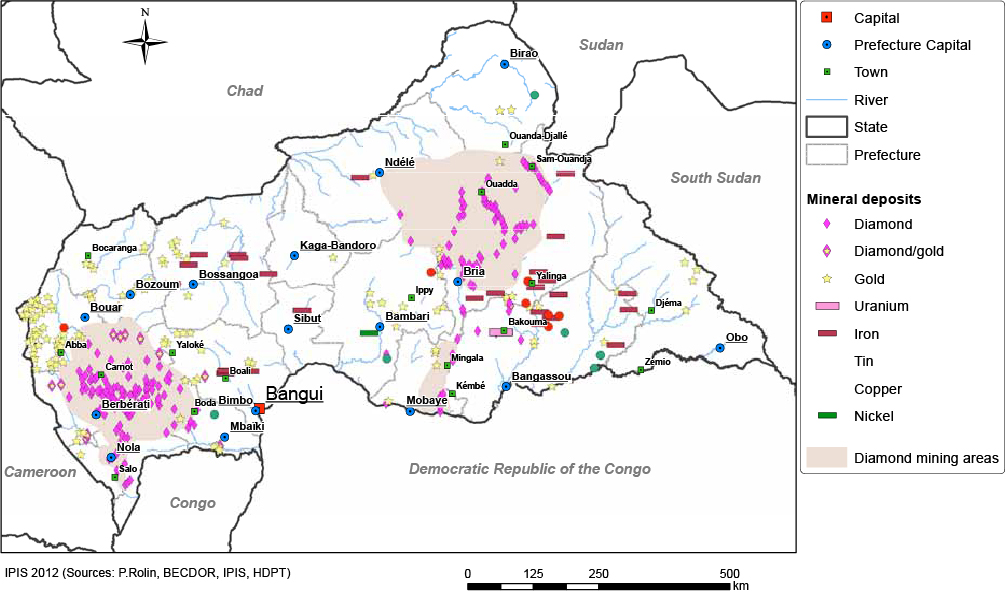 N
Sudan
Birao
Chad
Ouanda-Djallé
Sam-Ouandja
Ndélé
South Sudan
Ouadda
Bocaranga
Kaga-Bandoro
Bossangoa
Bria
Yalinga
Bozoum
Ippy
Djéma
Bouar
Sibut
Bambari
Bakouma
Obo
Abba
Yaloké
Mingala
Zémio
Carnot
Boali
Bangassou
Kémbé
Bangui
Berbérati
Boda
Bimbo
Mobaye
Mbaïki
Nola
Salo
Cameroon
Democratic Republic of the Congo
Congo
Capital
Prefecture Capital
Town
River
State
Prefecture
Mineral deposits
Diamond
Diamond/gold
Gold
Uranium
Iron
Tin
Copper
Nickel
Diamond mining areas
IPIS 2012 (Sources: P.Rolin, BECDOR, IPIS, HDPT)
0 125 250 500
km